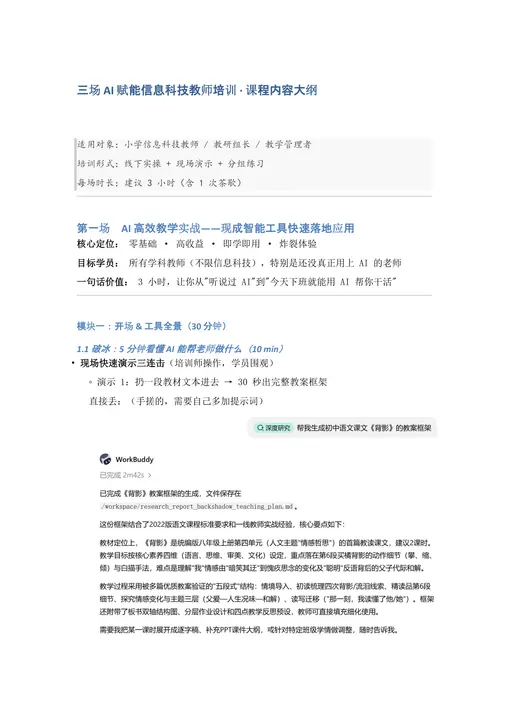 三场 AI 赋能信息科技教师培训 · 课程内容大纲
适用对象：小学信息科技教师 / 教研组长 / 教学管理者
培训形式：线下实操 + 现场演示 + 分组练习
每场时长：建议 3 小时（含 1 次茶歇）
第一场 AI 高效教学实战——现成智能工具快速落地应用
核心定位： 零基础 · 高收益 · 即学即用 · 炸裂体验
目标学员： 所有学科教师（不限信息科技），特别是还没真正用上 AI 的老师
一句话价值： 3 小时，让你从"听说过 AI"到"今天下班就能用 AI 帮你干活"
模块一：开场 & 工具全景（30 分钟）
1.1 破冰：5 分钟看懂 AI 能帮老师做什么（10 min）
• 现场快速演示三连击（培训师操作，学员围观）
◦ 演示 1：扔一段教材文本进去 → 30 秒出完整教案框架
直接丢：（手搓的，需要自己多加提示词）
深度研究 帮我生成初中语文课文《背影》的教案框架
WorkBuddy
已完成 2m42s >
已完成《背影》教案框架的生成，文件保存在
./workspace/research_report_backshadow_teaching_plan.md 。
这份框架结合了2022版语文课程标准要求和一线教师实战经验，核心要点如下：
教材定位上，《背影》是统编版八年级上册第四单元（人文主题"情感哲思"）的首篇教读课文，建议2课时。
教学目标按核心素养四维（语言、思维、审美、文化）设定，重点落在第6段买橘背影的动作细节（攀、缩、
倾）与白描手法，难点是理解"我"情感由"暗笑其迂"到愧疚思念的变化及"聪明"反语背后的父子代际和解。
教学过程采用被多篇优质教案验证的"五段式"结构：情境导入、初读梳理四次背影/流泪线索、精读品第6段
细节、探究情感变化与主题三层（父爱—人生况味—和解）、读写迁移（"那一刻，我读懂了他/她"）。框架
还附带了板书双轴结构图、分层作业设计和四点教学反思预设，教师可直接填充细化使用。
需要我把某一课时展开成逐字稿、补充PPT课件大纲，或针对特定班级学情做调整，随时告诉我。